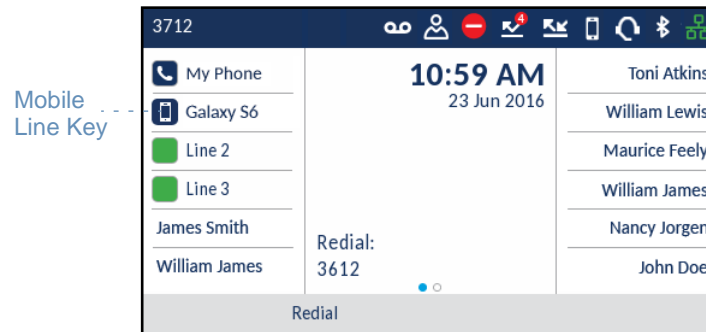 3712
4
Mobile
Line Key
My Phone
Galaxy S6
Line 2
Line 3
James Smith
William James
10:59 AM
23 Jun 2016
Redial:
3612
Toni Atkins
William Lewis
Maurice Feely
William James
Nancy Jorgen
John Doe
Redial